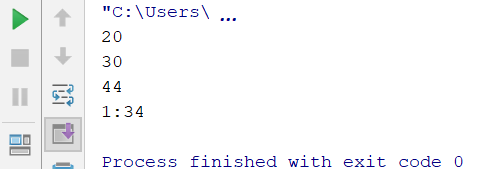 "C:\Users\ ...
20
30
44
1:34
Process finished with exit code 0